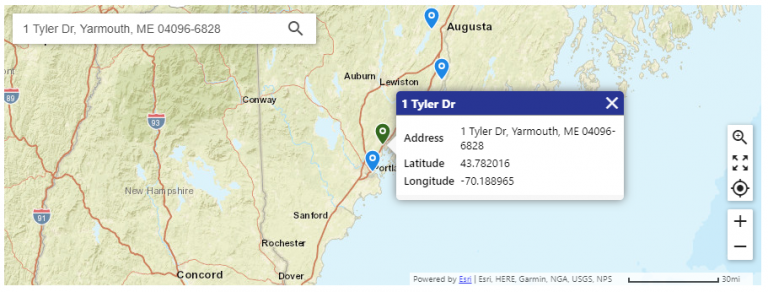 1 Tyler Dr, Yarmouth, ME 04096-6828
Augusta
Auburn
Lewiston
Conway
89
93
1 Tyler Dr
Address 1 Tyler Dr, Yarmouth, ME 04096-
6828
Latitude 43.782016
Longitude -70.188965
New Hampshire
91
Sanford
Rochester
Concord
Dover
+
−
Powered by Esri | Esri, HERE, Garmin, NGA, USGS, NPS
30mi